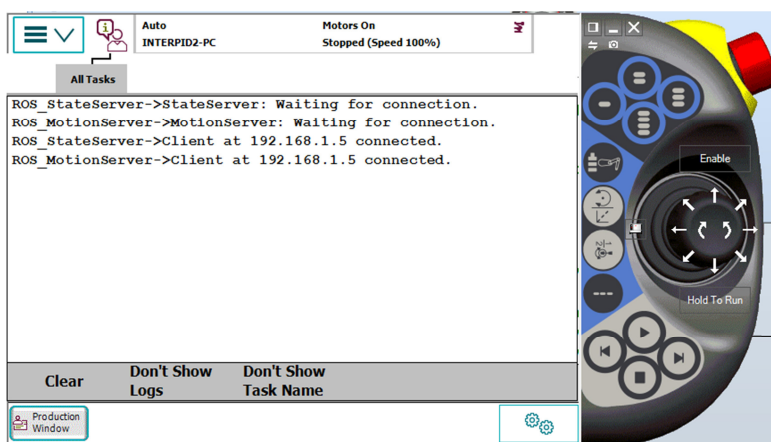 Auto
INTERPID2-PC
Motors On
Stopped (Speed 100%)
All Tasks
ROS_StateServer->StateServer: Waiting for connection.
ROS_MotionServer->MotionServer: Waiting for connection.
ROS_StateServer->Client at 192.168.1.5 connected.
ROS_MotionServer->Client at 192.168.1.5 connected.
Clear
Don't Show
Logs
Don't Show
Task Name
Production
Window
Enable
Hold To Run